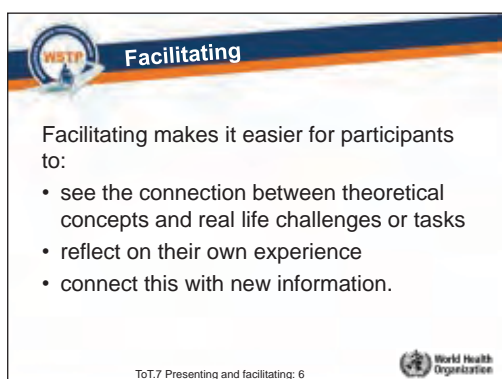 WSTP
Facilitating
Facilitating makes it easier for participants
to:
• see the connection between theoretical
concepts and real life challenges or tasks
• reflect on their own experience
• connect this with new information.
ToT.7 Presenting and facilitating: 6
World Health
Organization